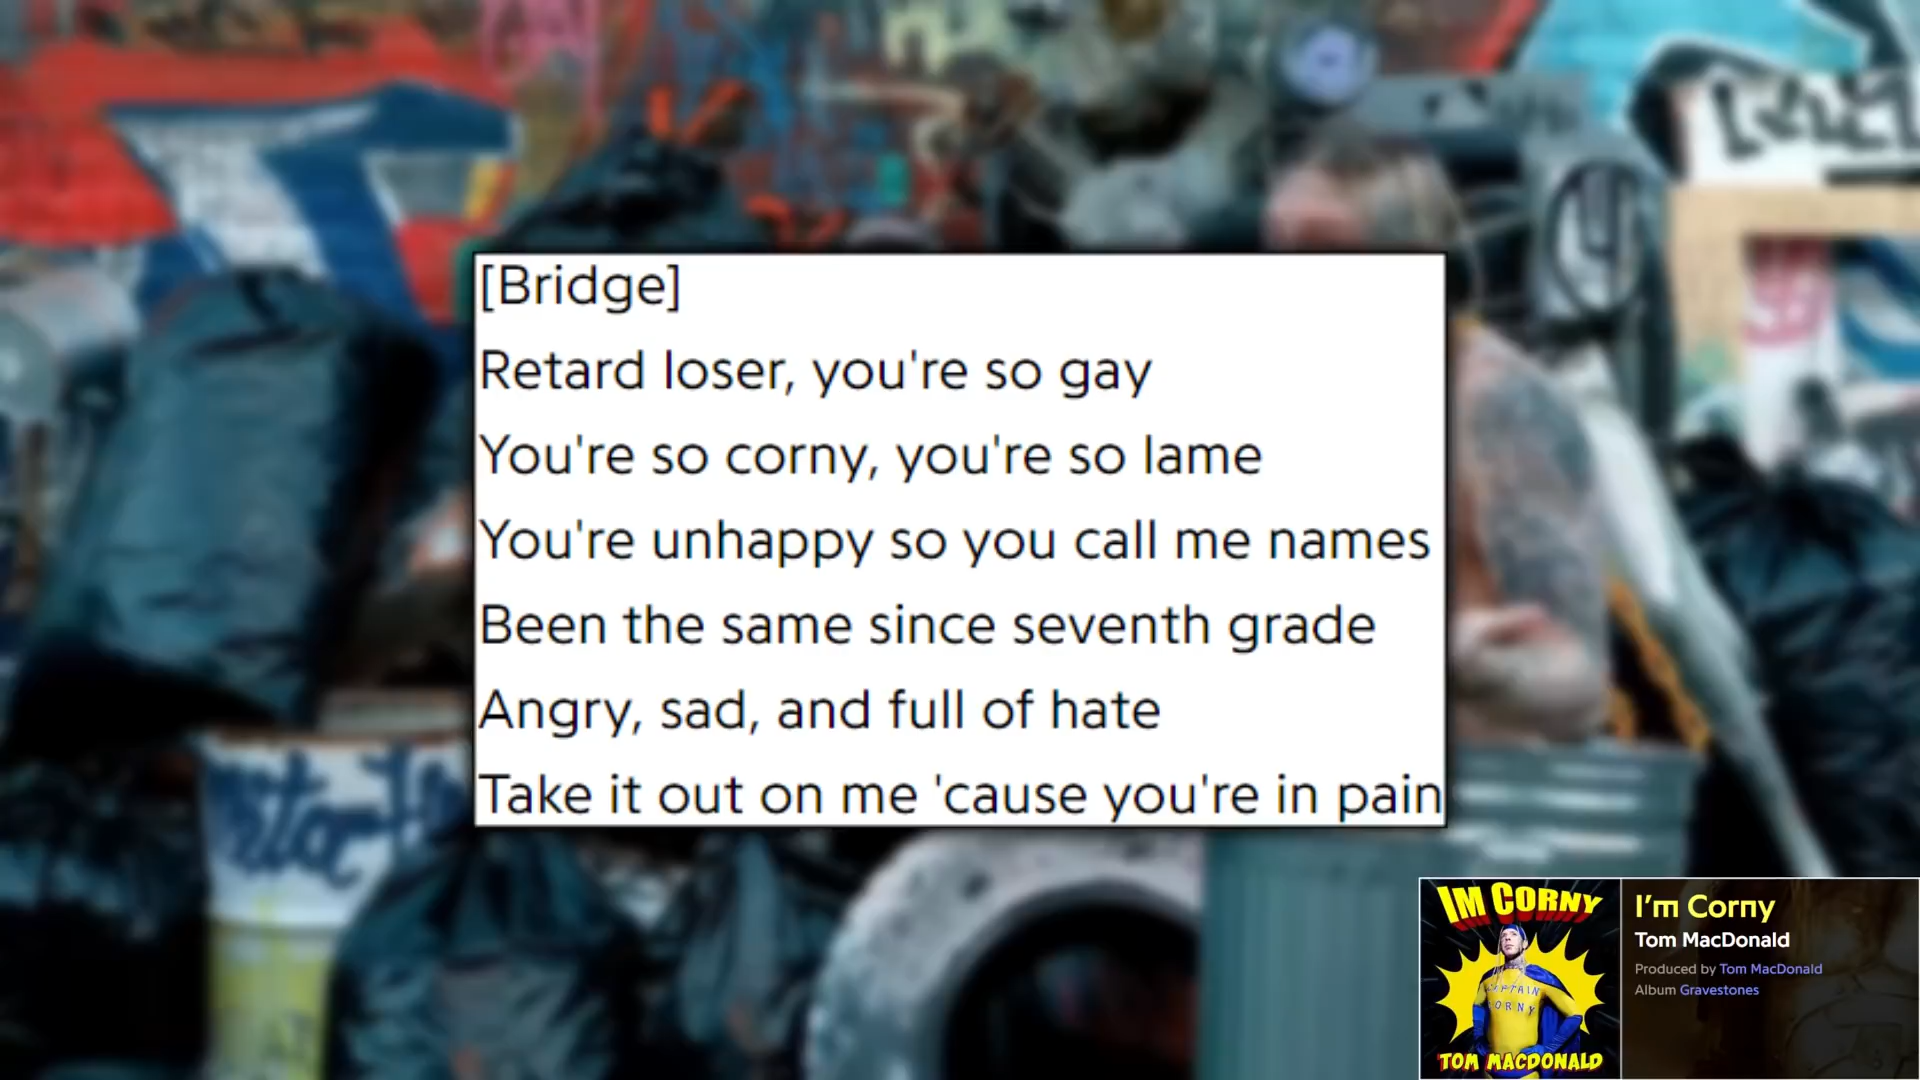 [Bridge]
Retard loser, you're so gay
You're so corny, you're so lame
You're unhappy so you call me names
Been the same since seventh grade
Angry, sad, and full of hate
Take it out on me 'cause you're in pain
IM CORNY
CAPTAIN
CORNY
TOM MACDONALD
I'm Corny
Tom MacDonald
Produced by Tom MacDonald
Album Gravestones